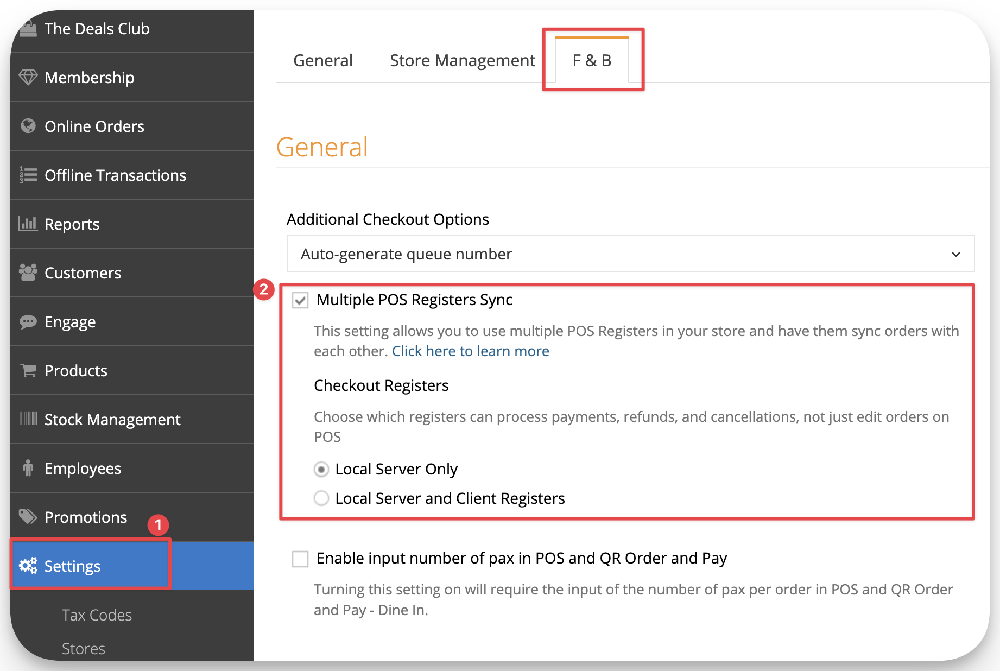 The Deals Club
Membership
Online Orders
Offline Transactions
Reports
Customers
Engage
Products
Stock Management
Employees
Promotions
1
Settings
Tax Codes
Stores
General
Store Management
F & B
General
Additional Checkout Options
Auto-generate queue number
2
Multiple POS Registers Sync
This setting allows you to use multiple POS Registers in your store and have them sync orders with
each other. Click here to learn more
Checkout Registers
Choose which registers can process payments, refunds, and cancellations, not just edit orders on
POS
Local Server Only
Local Server and Client Registers
Enable input number of pax in POS and QR Order and Pay
Turning this setting on will require the input of the number of pax per order in POS and QR Order
and Pay - Dine In.